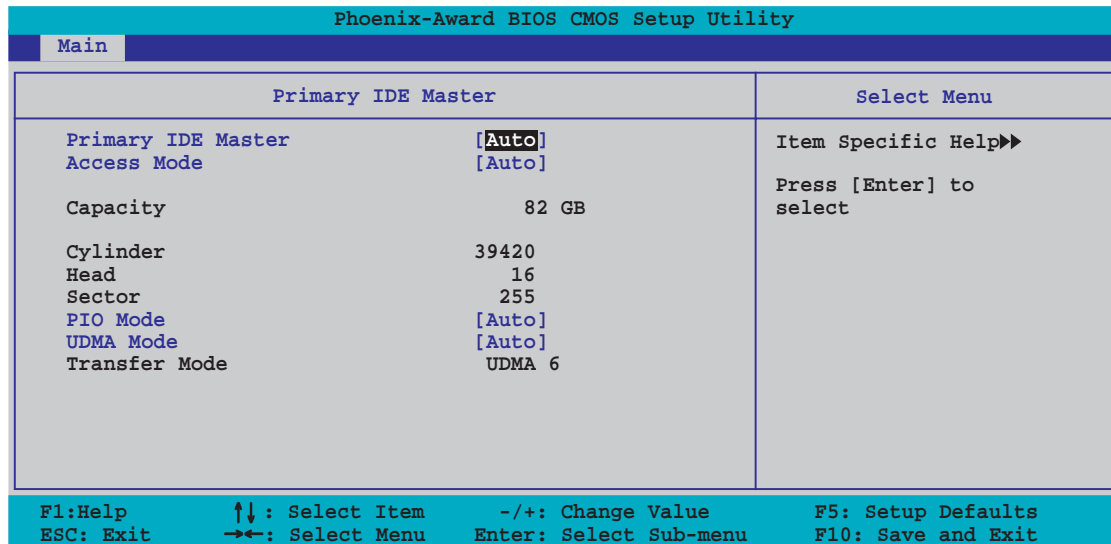 Phoenix-Award BIOS CMOS Setup Utility
Main
Primary IDE Master
Select Menu
Primary IDE Master [Auto]
Access Mode [Auto]
Capacity 82 GB
Cylinder 39420
Head 16
Sector 255
PIO Mode [Auto]
UDMA Mode [Auto]
Transfer Mode UDMA 6
Item Specific Help▶▶
Press [Enter] to
select
F1:Help ↑↓ : Select Item -/+: Change Value F5: Setup Defaults
ESC: Exit →←: Select Menu Enter: Select Sub-menu F10: Save and Exit